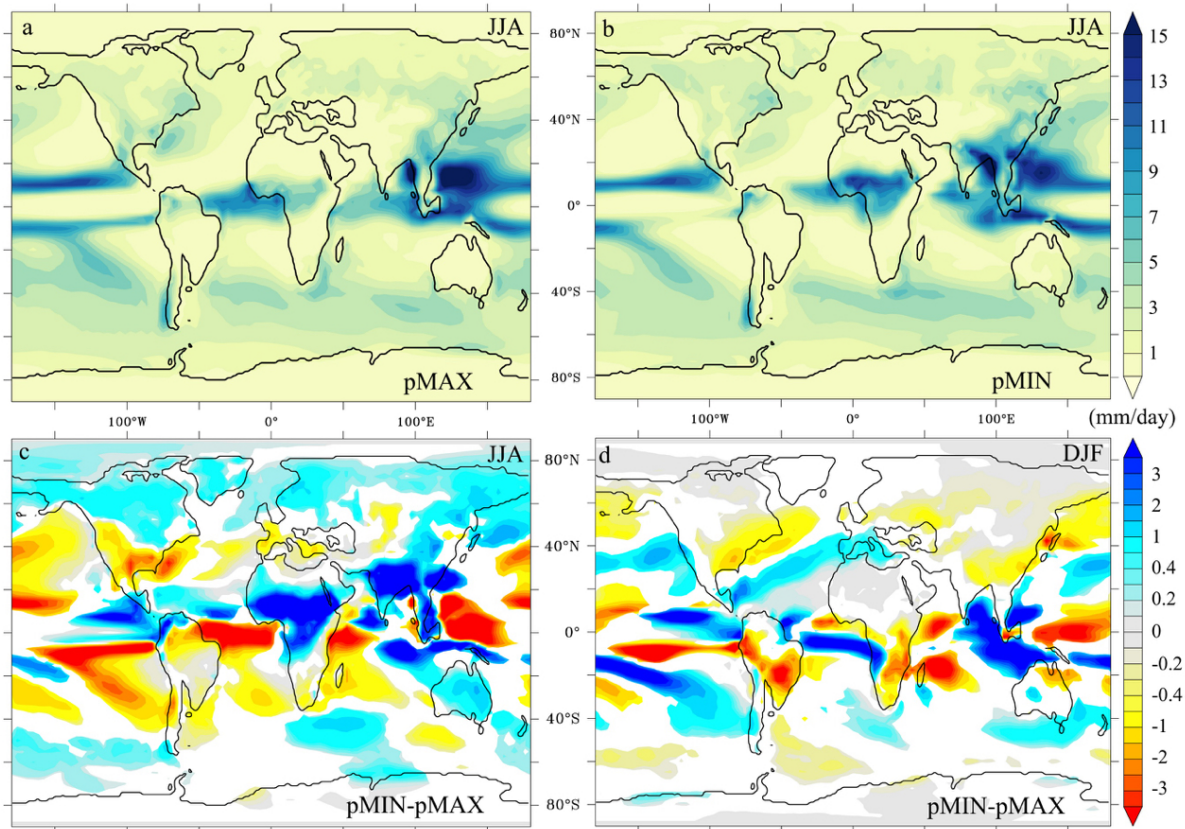 a JJA
pMAX
80°N
40°N
0°
40°S
80°S
b JJA
pMIN
15
13
11
9
7
5
3
1
100°W 0° 100°E 100°W 0° 100°E (mm/day)
c JJA
pMIN-pMAX
80°N
40°N
0°
40°S
80°S
d DJF
pMIN-pMAX
3
2
1
0.4
0.2
0
-0.2
-0.4
-1
-2
-3